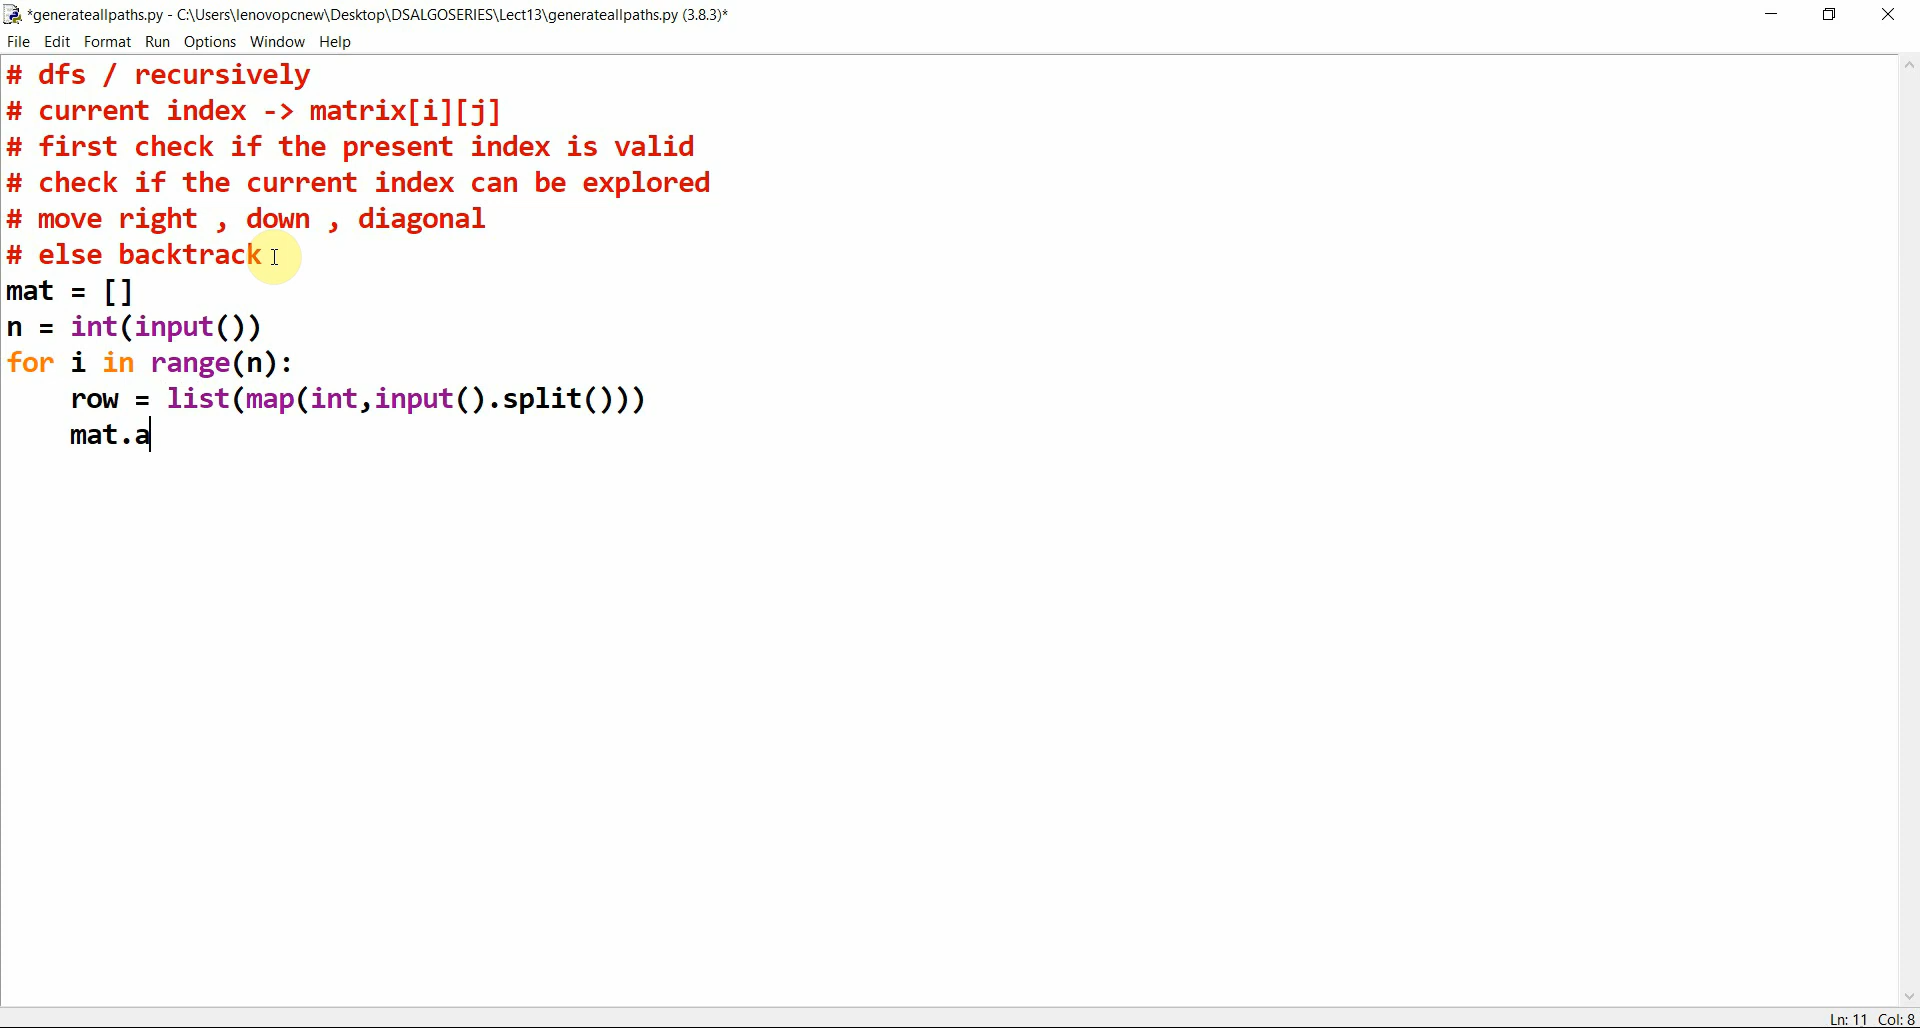 *generateallpaths.py - C:\Users\lenovopcnew\Desktop\DSALGOSERIES\Lect13\generateallpaths.py (3.8.3)*
File Edit Format Run Options Window Help
# dfs / recursively
# current index -> matrix[i][j]
# first check if the present index is valid
# check if the current index can be explored
# move right , down , diagonal
# else backtrack
mat = []
n = int(input())
for i in range(n):
    row = list(map(int,input().split()))
    mat.a
Ln: 11 Col: 8